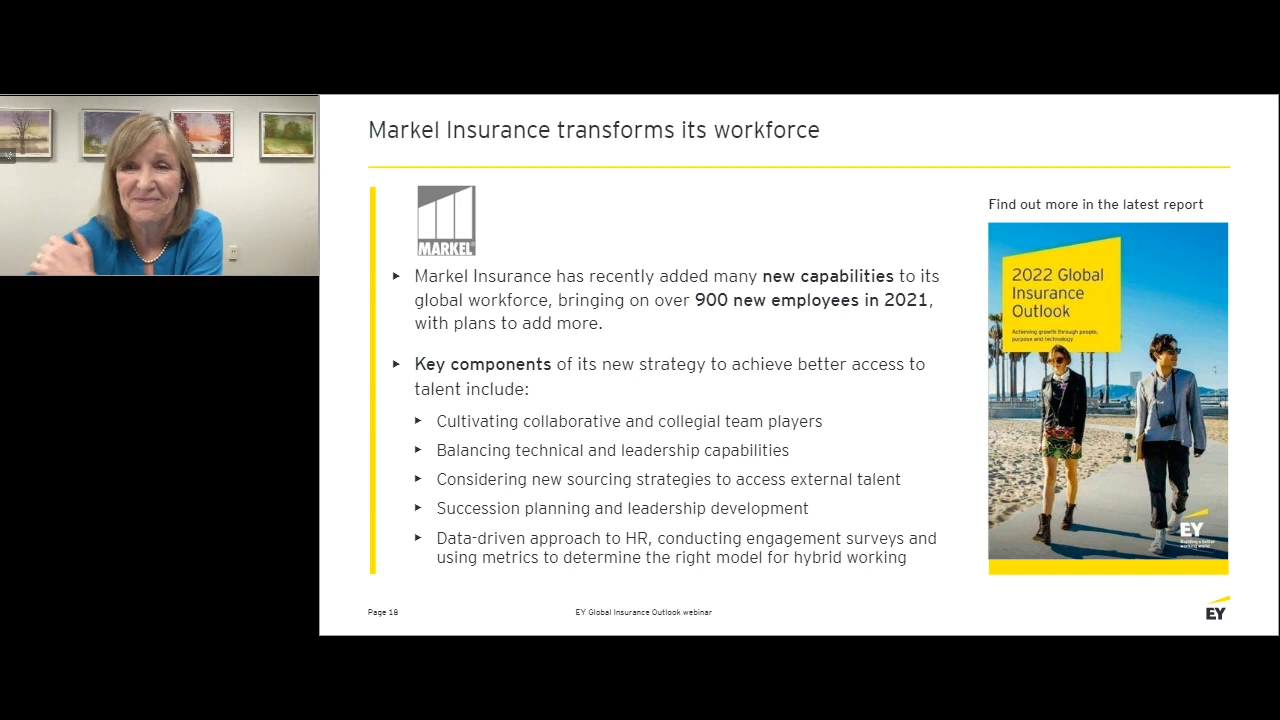 Markel Insurance transforms its workforce
MARKEL
Find out more in the latest report
▸ Markel Insurance has recently added many new capabilities to its
global workforce, bringing on over 900 new employees in 2021,
with plans to add more.
▸ Key components of its new strategy to achieve better access to
talent include:
▸ Cultivating collaborative and collegial team players
▸ Balancing technical and leadership capabilities
▸ Considering new sourcing strategies to access external talent
▸ Succession planning and leadership development
▸ Data-driven approach to HR, conducting engagement surveys and
using metrics to determine the right model for hybrid working
2022 Global
Insurance
Outlook
Achieving growth through people,
purpose and technology.
EY
Building a better
working world
Page 18
EY Global Insurance Outlook webinar
EY